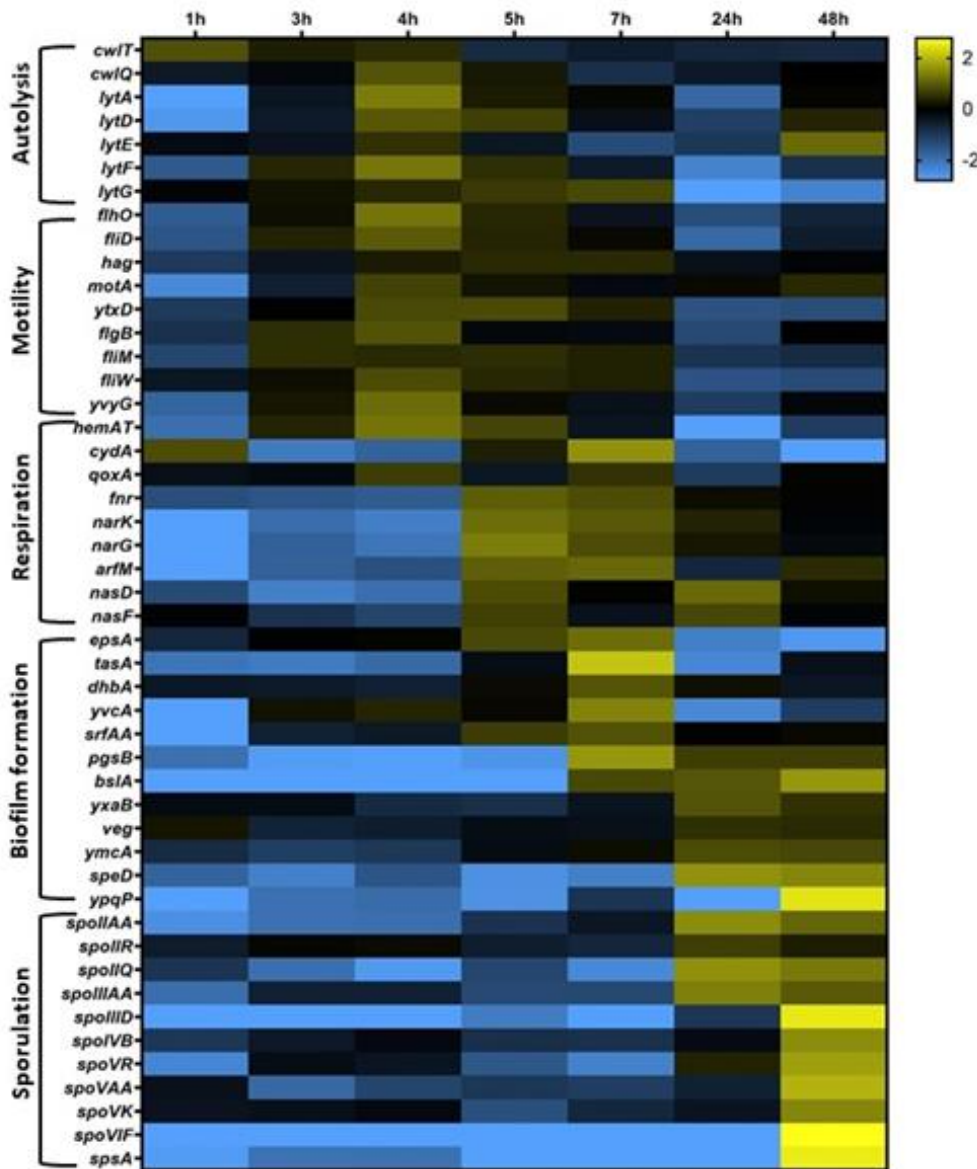 1h 3h 4h 5h 7h 24h 48h
Autolysis
cwlT
cwlQ
lytA
lytD
lytE
lytF
lytG
Motility
flhO
fliD
hag
motA
ytxD
flgB
fliM
fliW
yvyG
Respiration
hemAT
cydA
qoxA
fnr
narK
narG
arfM
nasD
nasF
Biofilm formation
epsA
tasA
dhbA
yvcA
srfAA
pgsB
bslA
yxaB
veg
ymcA
speD
ypqP
Sporulation
spoIIAA
spoIIR
spoIIQ
spoIIIAA
spoIIID
spoIVB
spoVR
spoVAA
spoVK
spoVIF
spsA
2
0
-2